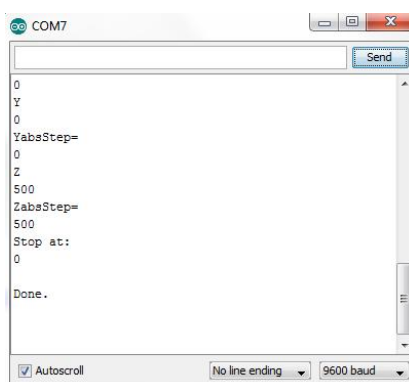 COM7
Send
0
Y
0
YabsStep=
0
Z
500
ZabsStep=
500
Stop at:
0
Done.
Autoscroll
No line ending
9600 baud